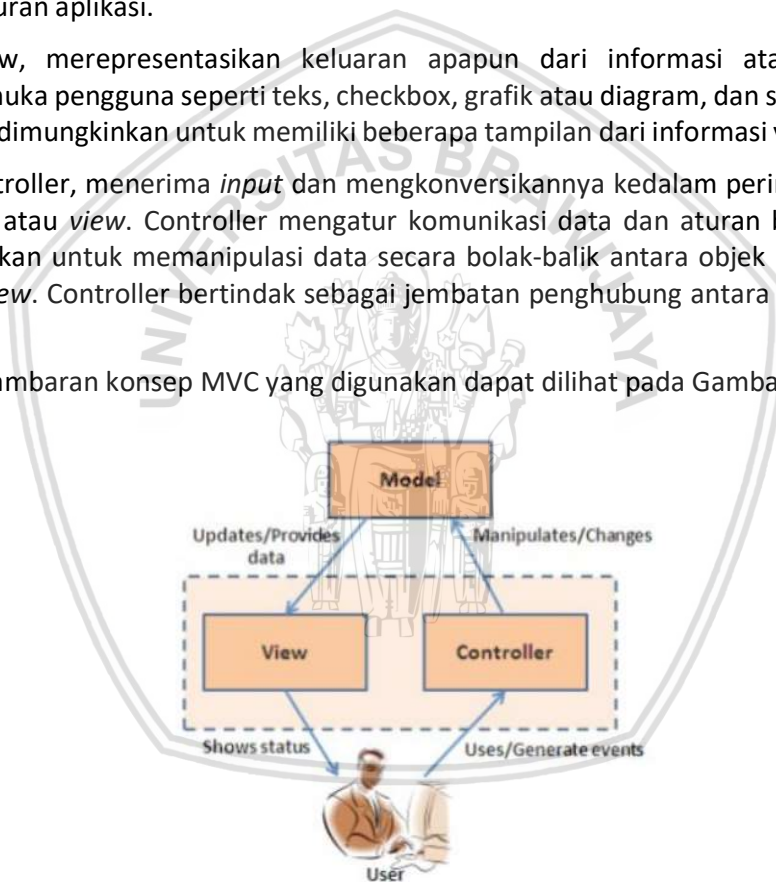 uran aplikasi.
w, merepresentasikan keluaran apapun dari informasi ata
uka pengguna seperti teks, checkbox, grafik atau diagram, dan s
dimungkinkan untuk memiliki beberapa tampilan dari informasi
troller, menerima input dan mengkonversikannya kedalam peri
atau view. Controller mengatur komunikasi data dan aturan b
kan untuk memanipulasi data secara bolak-balik antara objek
ew. Controller bertindak sebagai jembatan penghubung antara
ambaran konsep MVC yang digunakan dapat dilihat pada Gamba
UNIVERSITAS BRAWIJAYA
Model
Updates/Provides
data
Manipulates/Changes
View
Controller
Shows status
Uses/Generate events
User